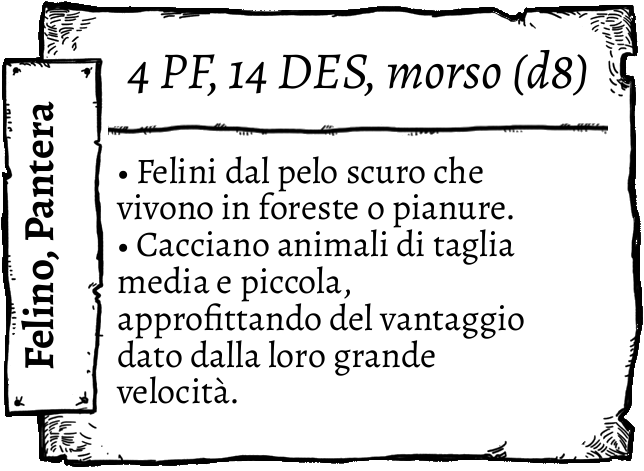 4 PF, 14 DES, morso (d8)
Felino, Pantera
• Felini dal pelo scuro che
vivono in foreste o pianure.
• Cacciano animali di taglia
media e piccola,
approfittando del vantaggio
dato dalla loro grande
velocità.